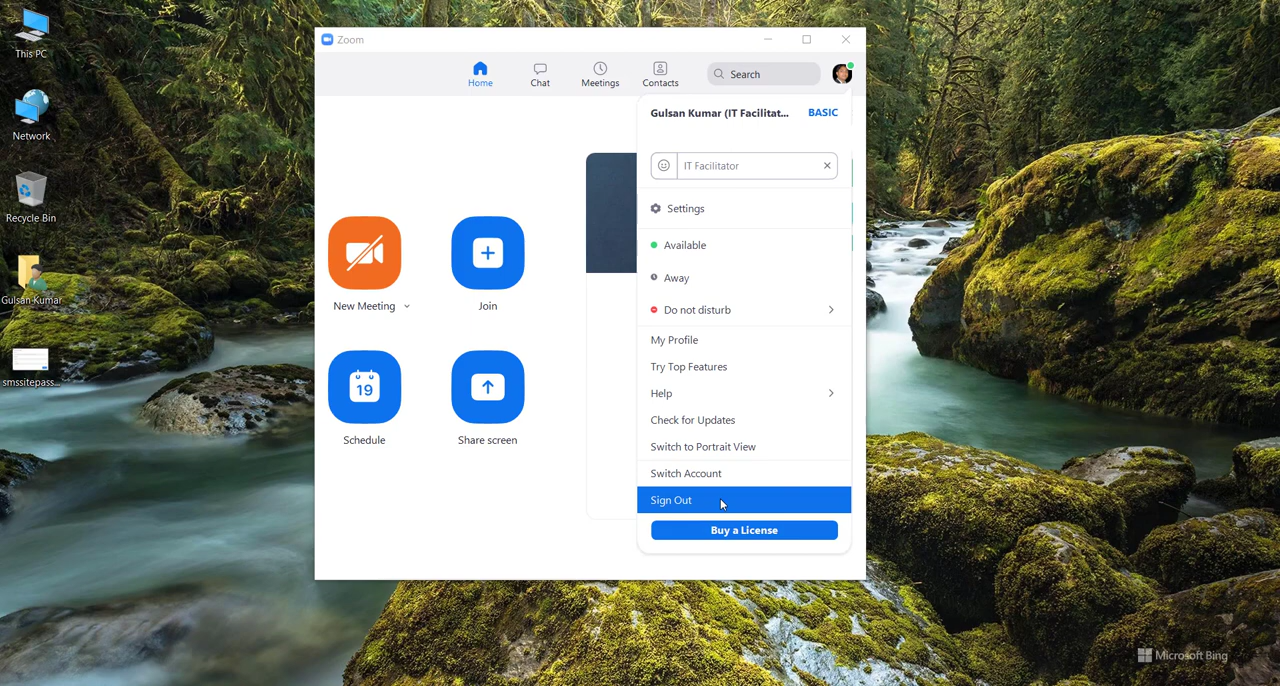 This PC
Network
Recycle Bin
Gulsan Kumar
smssitepass...
Zoom
Home
Chat
Meetings
Contacts
Search
New Meeting
Join
19
Schedule
Share screen
Gulsan Kumar (IT Facilitat...
BASIC
IT Facilitator
Settings
Available
Away
Do not disturb
My Profile
Try Top Features
Help
Check for Updates
Switch to Portrait View
Switch Account
Sign Out
Buy a License
Microsoft Bing